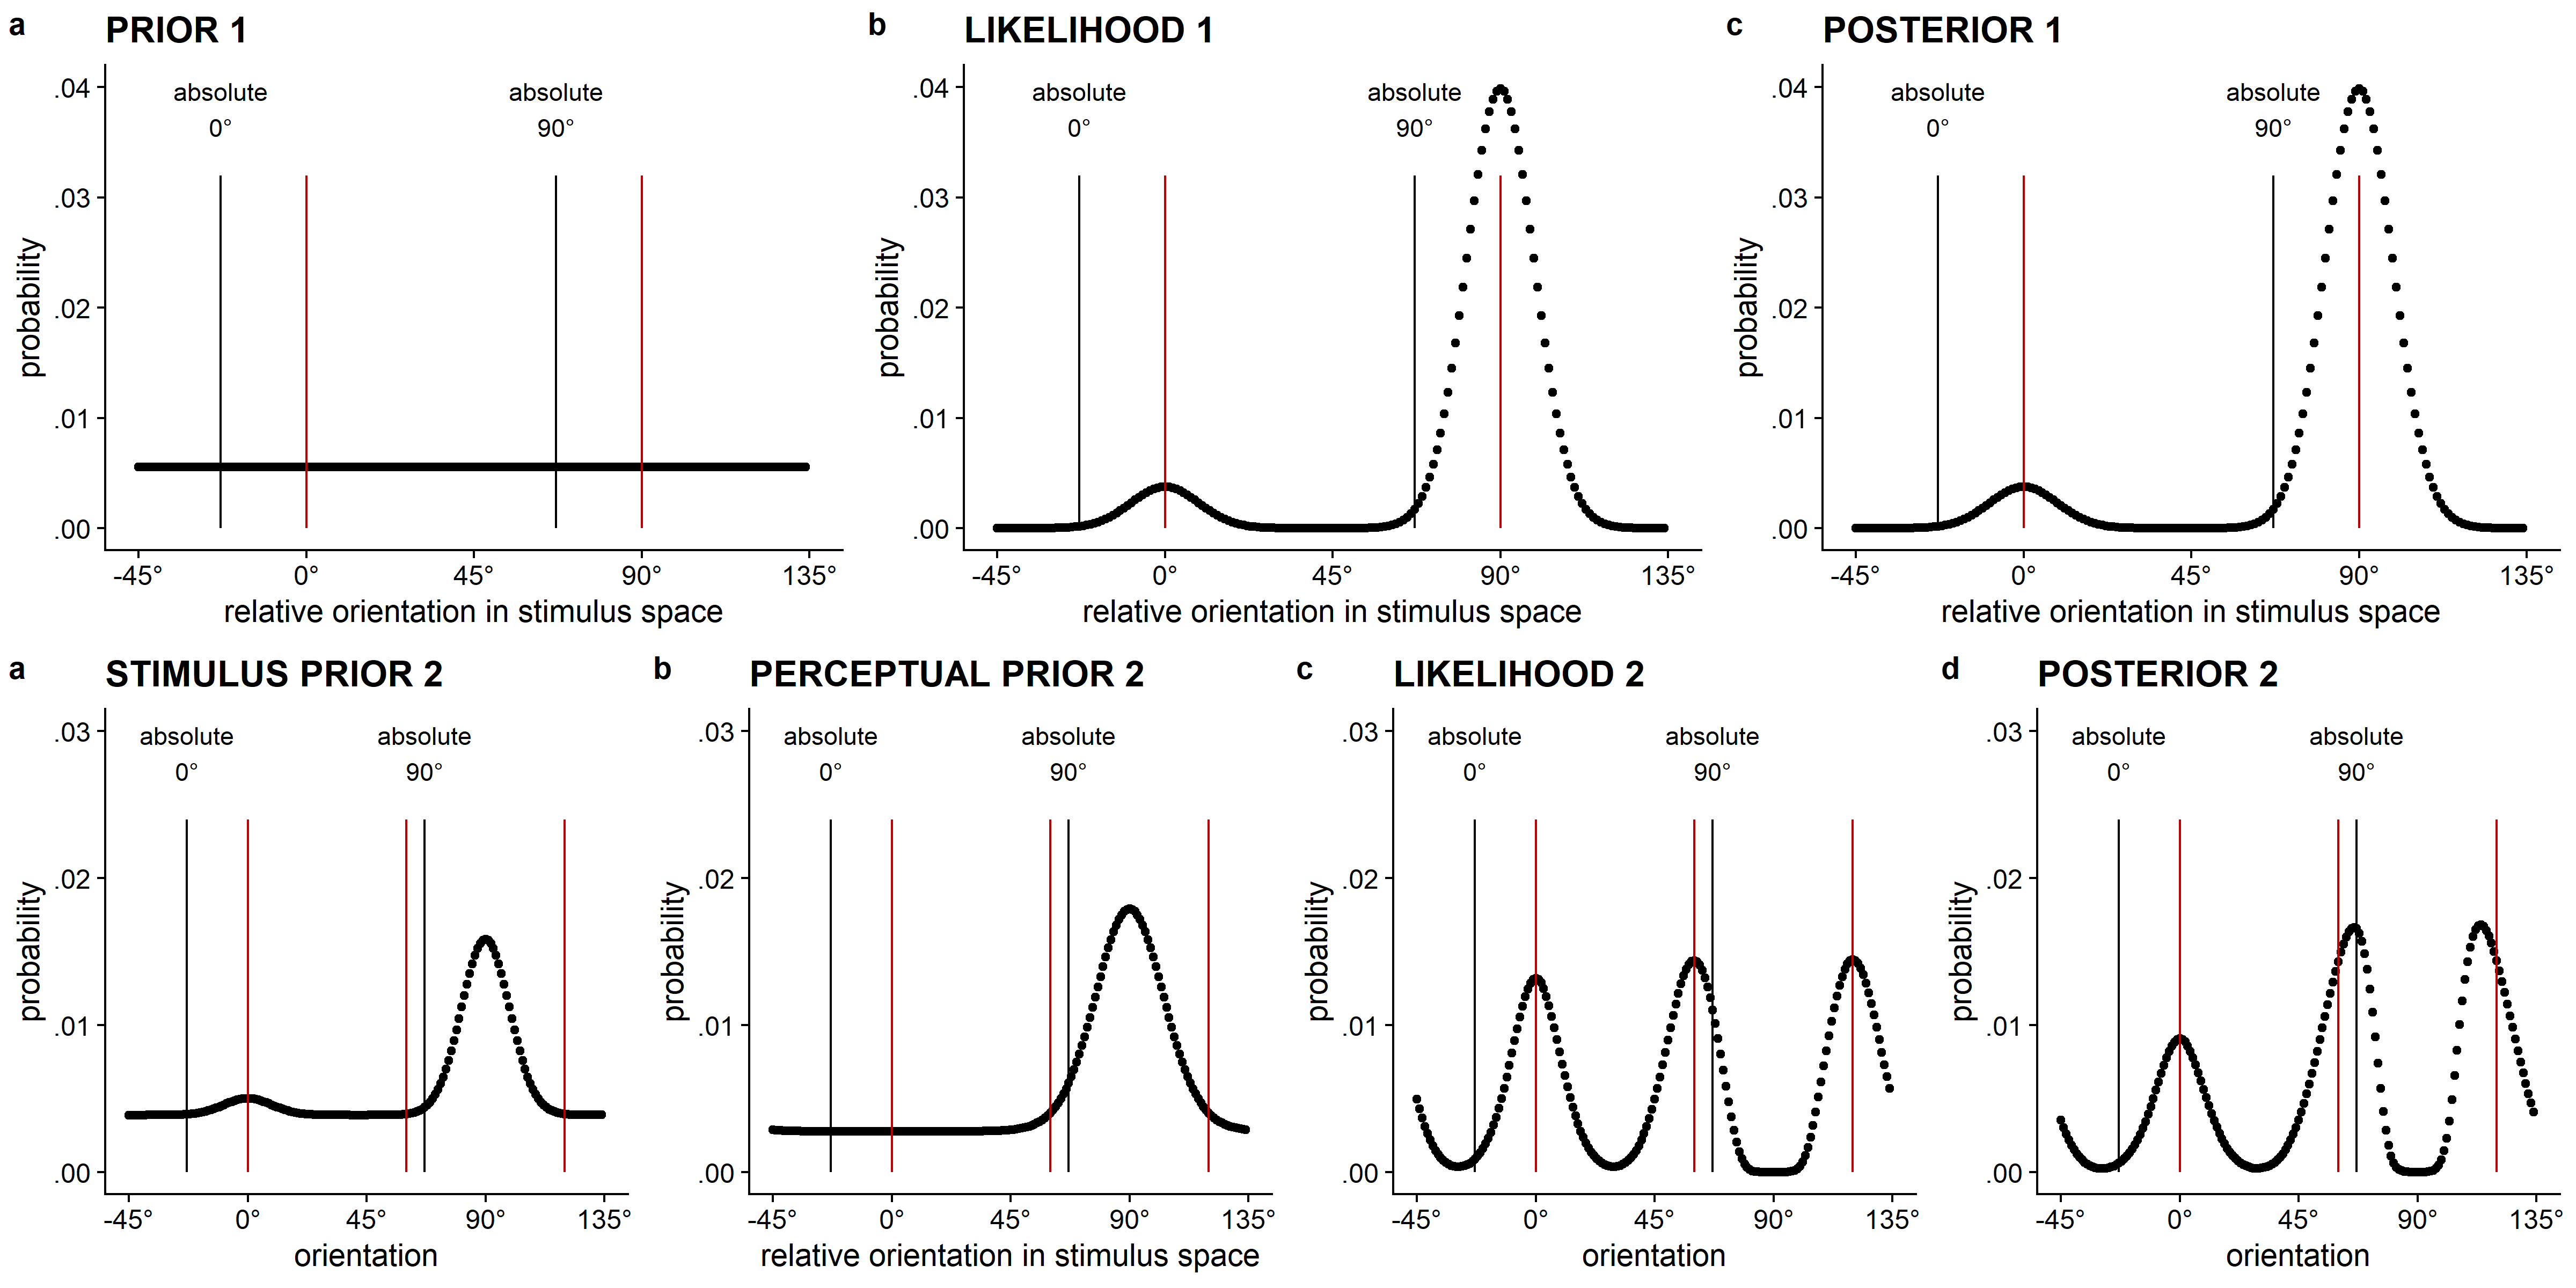 a PRIOR 1
absolute 0°
absolute 90°
.04
.03
.02
.01
.00
probability
-45° 0° 45° 90° 135°
relative orientation in stimulus space
b LIKELIHOOD 1
absolute 0°
absolute 90°
.04
.03
.02
.01
.00
probability
-45° 0° 45° 90° 135°
relative orientation in stimulus space
c POSTERIOR 1
absolute 0°
absolute 90°
.04
.03
.02
.01
.00
probability
-45° 0° 45° 90° 135°
relative orientation in stimulus space
a STIMULUS PRIOR 2
absolute 0°
absolute 90°
.03
.02
.01
.00
probability
-45° 0° 45° 90° 135°
orientation
b PERCEPTUAL PRIOR 2
absolute 0°
absolute 90°
.03
.02
.01
.00
probability
-45° 0° 45° 90° 135°
relative orientation in stimulus space
c LIKELIHOOD 2
absolute 0°
absolute 90°
.03
.02
.01
.00
probability
-45° 0° 45° 90° 135°
orientation
d POSTERIOR 2
absolute 0°
absolute 90°
.03
.02
.01
.00
probability
-45° 0° 45° 90° 135°
orientation